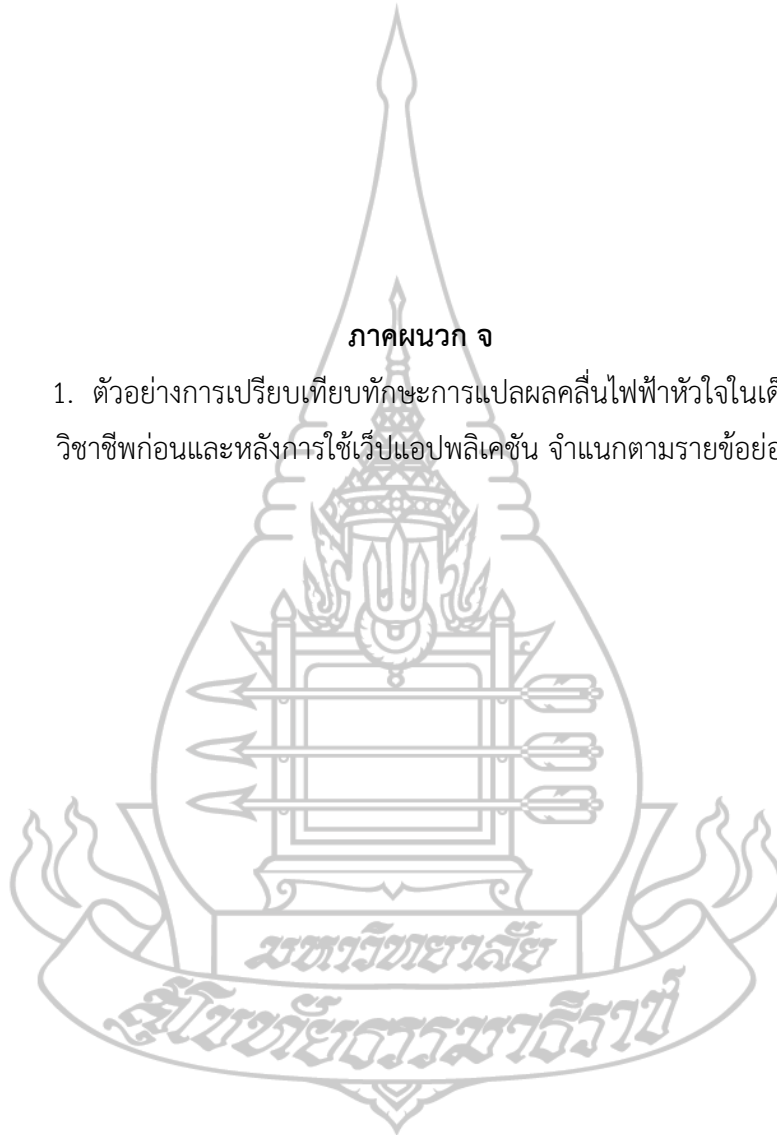 ภาคผนวก จ
1. ตัวอย่างการเปรียบเทียบทักษะการแปลผลคลื่นไฟฟ้าหัวใจในเด็
วิชาชีพก่อนและหลังการใช้เว็ปแอปพลิเคชัน จำแนกตามรายข้อย่อ
มหาวิทยาลัย
สุโขทัยธรรมาธิราช